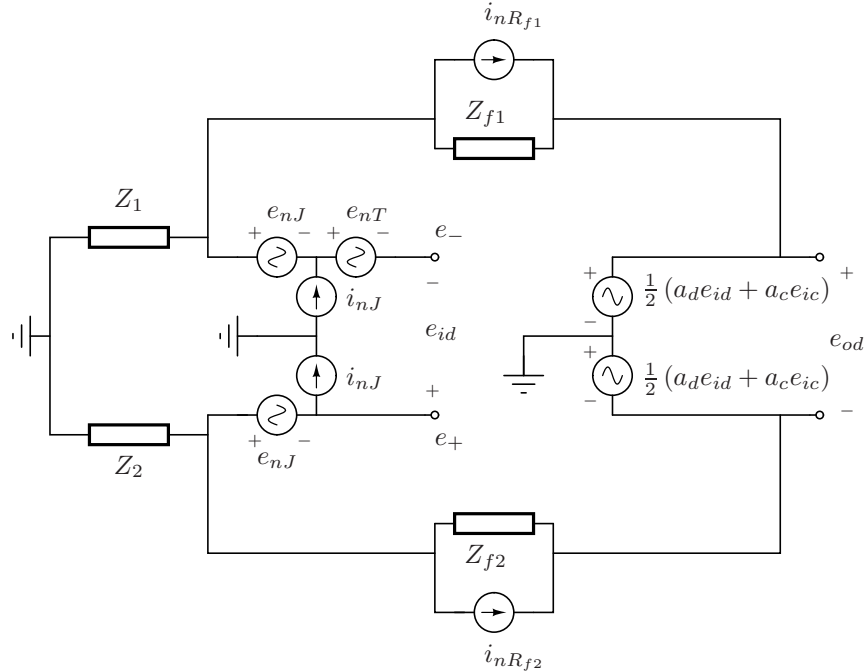 i_{nR_{f1}}
Z_{f1}
Z_1
e_{nJ} e_{nT}
+ − + − e_−
−
i_{nJ}
+ 1/2 (a_d e_{id} + a_c e_{ic}) +
−
e_{id}
e_{od}
i_{nJ}
+ 1/2 (a_d e_{id} + a_c e_{ic})
−
+
−
+ − e_+
e_{nJ}
Z_2
Z_{f2}
i_{nR_{f2}}